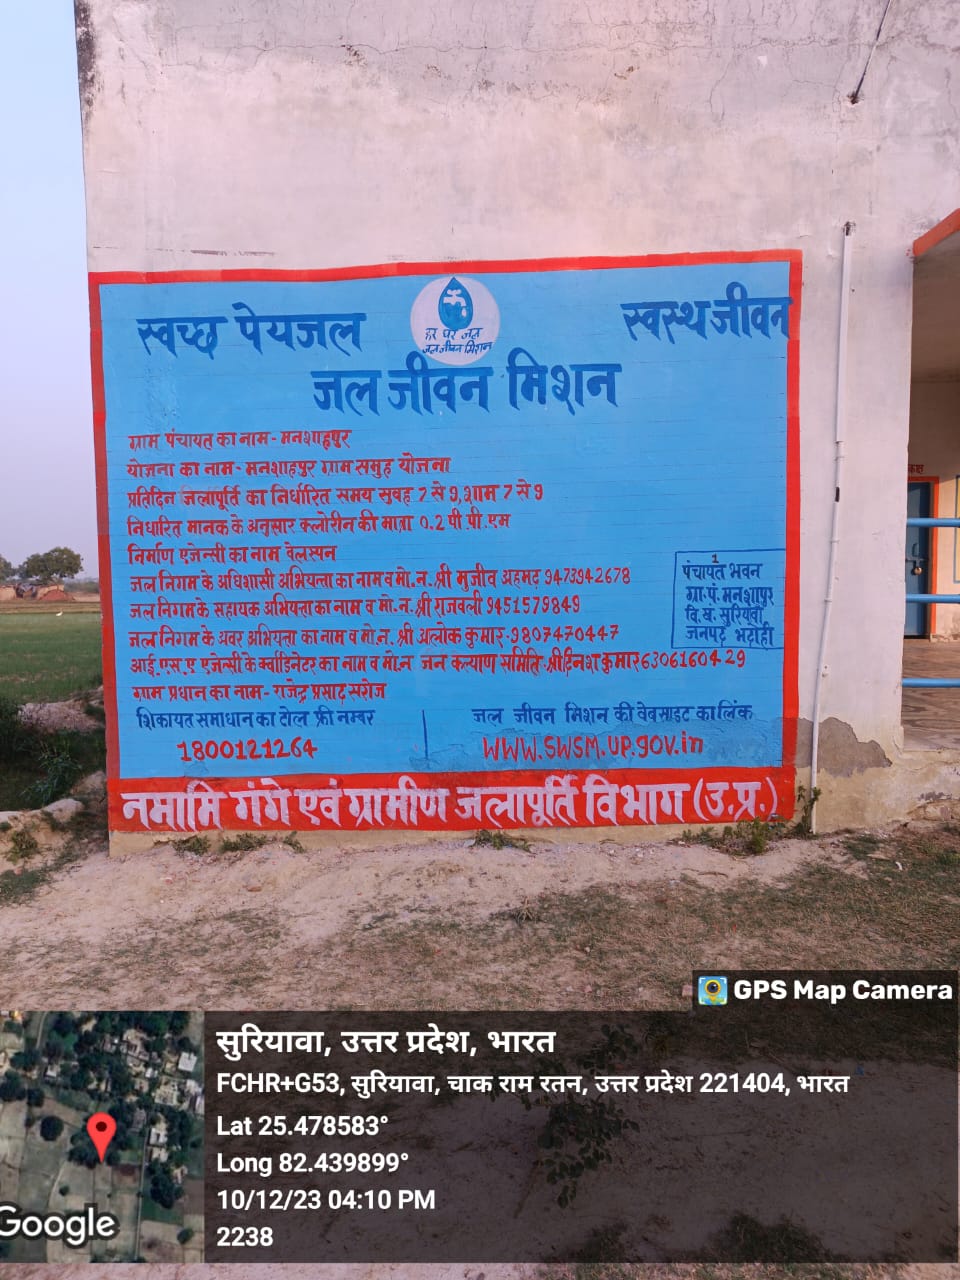 स्वच्छ पेयजल
स्वस्थ जीवन
हर घर जल
जल जीवन मिशन
जल जीवन मिशन
ग्राम पंचायत का नाम - मनशाहपुर
योजना का नाम - मनशाहपुर ग्राम समुह योजना
प्रतिदिन जलापूर्ति का निर्धारित समय सुबह 7 से 9, शाम 7 से 9
निर्धारित मानक के अनुसार क्लोरीन की मात्रा 0.2 पी.पी.एम
निर्माण एजेन्सी का नाम वेलस्पन
जल निगम के अधिशासी अभियन्ता का नाम व मो. न. श्री मुजीव अहमद 9473942678
जल निगम के सहायक अभियन्ता का नाम व मो. न. श्री राजवली 9451579849
जल निगम के अवर अभियन्ता का नाम व मो. न. श्री आलोक कुमार - 9807470447
आई.एस.ए एजेन्सी के क्वार्डिनेटर का नाम व मो.न जन कल्याण समिति - श्री दिनेश कुमार 6306160429
ग्राम प्रधान का नाम - राजेन्द्र प्रसाद सरोज
1
पंचायत भवन
ग्रा. पं. मनशापुर
वि. ख. सुरियावाँ
जनपद भदोही
शिकायत समाधान का टोल फ्री नम्बर
1800121264
जल जीवन मिशन की वेबसाइट का लिंक
WWW.SWSM.UP.GOV.in
नमामि गंगे एवं ग्रामीण जलापूर्ति विभाग (उ.प्र.)
GPS Map Camera
सुरियावा, उत्तर प्रदेश, भारत
FCHR+G53, सुरियावा, चाक राम रतन, उत्तर प्रदेश 221404, भारत
Lat 25.478583°
Long 82.439899°
10/12/23 04:10 PM
2238
Google